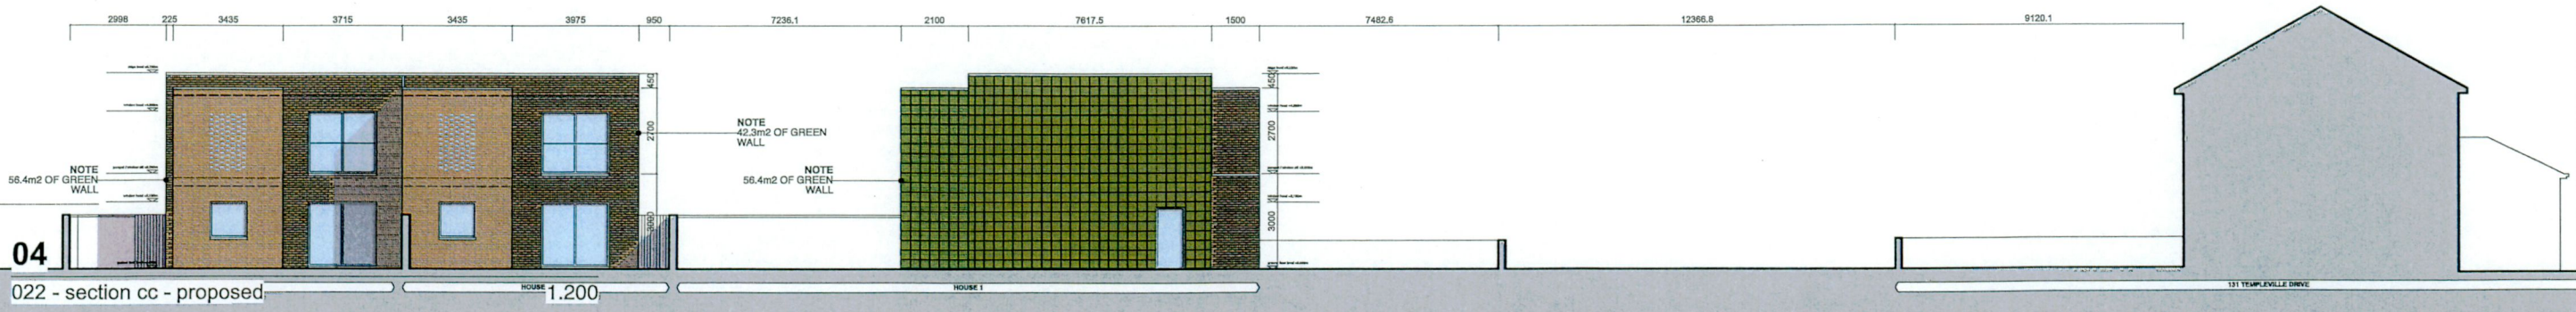 2998 225 3435 3715 3435 3975 950 7236.1 2100 7617.5 1500 7482.6 12366.8 9120.1
450
2700
3000
NOTE
56.4m2 OF GREEN
WALL
NOTE
42.3m2 OF GREEN
WALL
NOTE
56.4m2 OF GREEN
WALL
450
2700
3000
04
022 - section cc - proposed
HOUSE
1.200
HOUSE 1
131 TEMPLEVILLE DRIVE